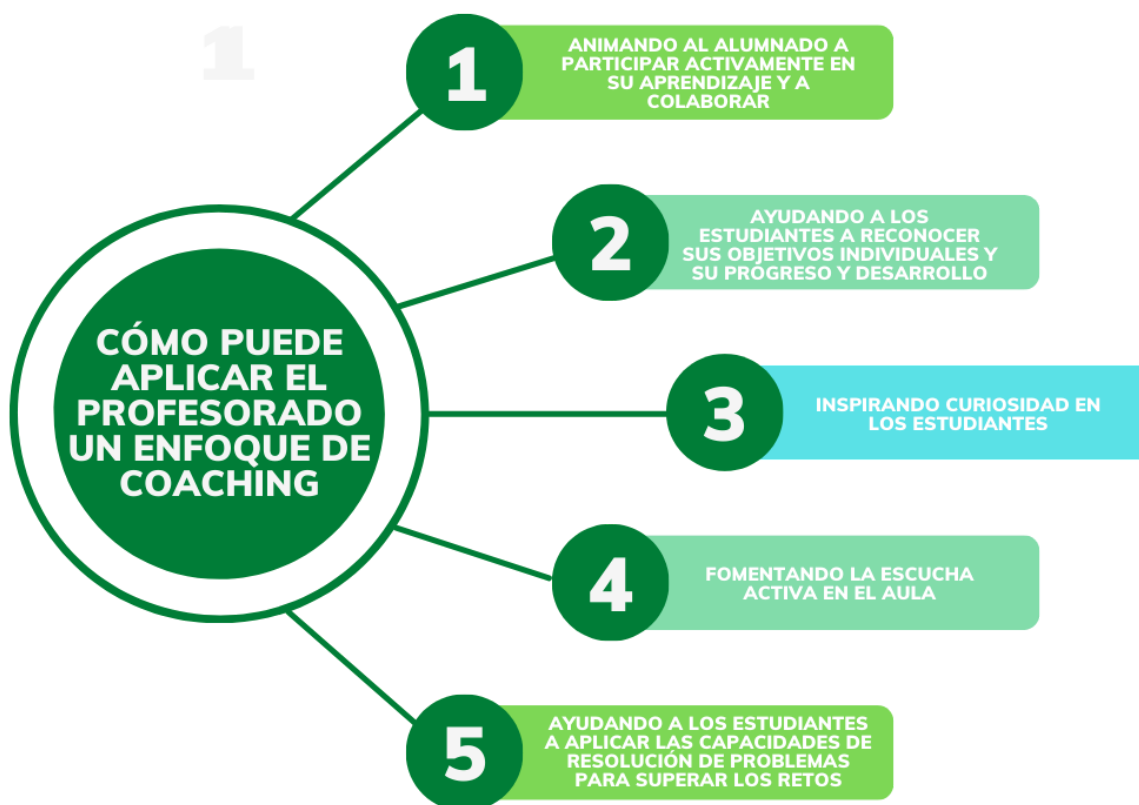 1
1
ANIMANDO AL ALUMNADO A
PARTICIPAR ACTIVAMENTE EN
SU APRENDIZAJE Y A
COLABORAR
2
AYUDANDO A LOS
ESTUDIANTES A RECONOCER
SUS OBJETIVOS INDIVIDUALES Y
SU PROGRESO Y DESARROLLO
CÓMO PUEDE
APLICAR EL
PROFESORADO
UN ENFOQUE DE
COACHING
3
INSPIRANDO CURIOSIDAD EN
LOS ESTUDIANTES
4
FOMENTANDO LA ESCUCHA
ACTIVA EN EL AULA
5
AYUDANDO A LOS ESTUDIANTES
A APLICAR LAS CAPACIDADES DE
RESOLUCIÓN DE PROBLEMAS
PARA SUPERAR LOS RETOS